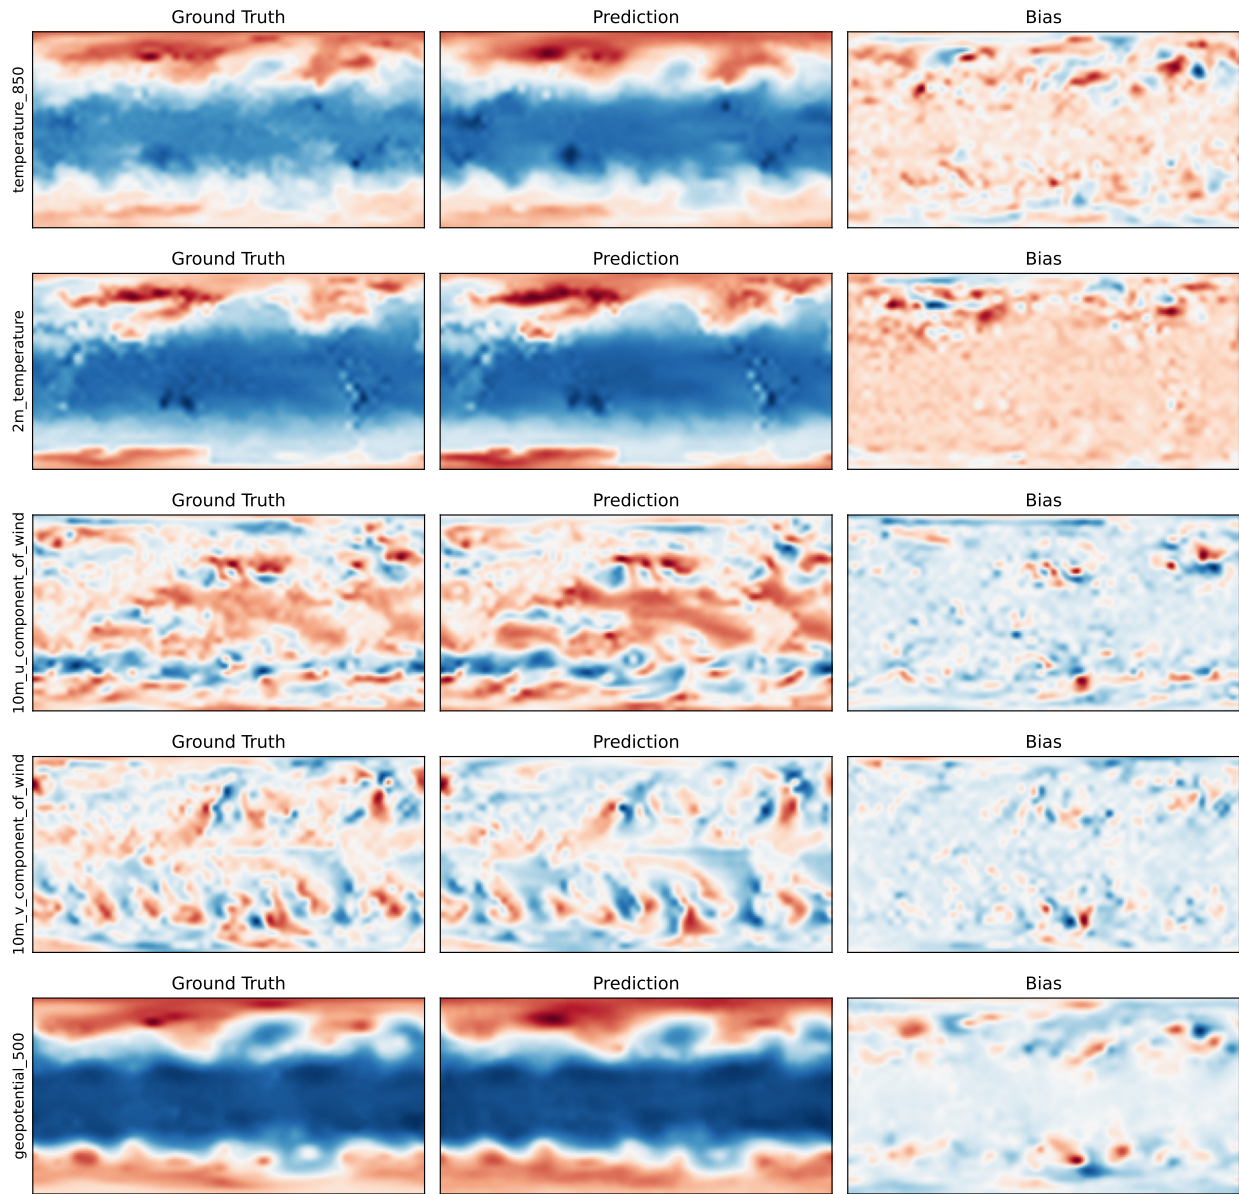 Ground Truth Prediction Bias
temperature_850
Ground Truth Prediction Bias
2m_temperature
Ground Truth Prediction Bias
10m_u_component_of_wind
Ground Truth Prediction Bias
10m_v_component_of_wind
Ground Truth Prediction Bias
geopotential_500